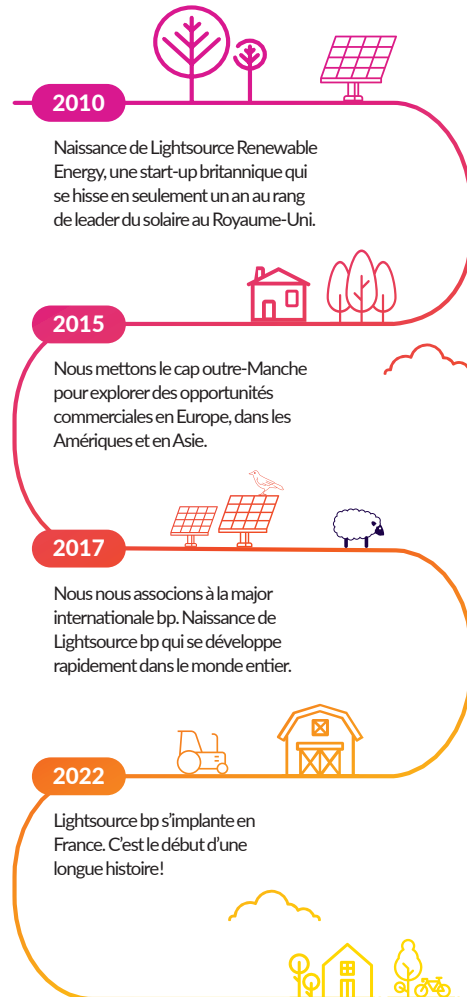 2010
Naissance de Lightsource Renewable
Energy, une start-up britannique qui
se hisse en seulement un an au rang
de leader du solaire au Royaume-Uni.
2015
Nous mettons le cap outre-Manche
pour explorer des opportunités
commerciales en Europe, dans les
Amériques et en Asie.
2017
Nous nous associons à la major
internationale bp. Naissance de
Lightsource bp qui se développe
rapidement dans le monde entier.
2022
Lightsource bp s’implante en
France. C’est le début d’une
longue histoire!